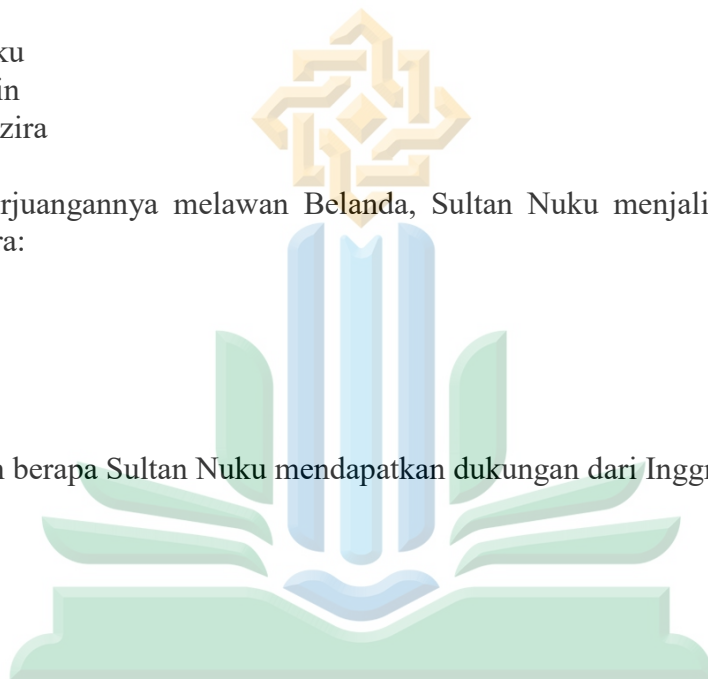 ku
in
zira
rjuangannya melawan Belanda, Sultan Nuku menjali
ra:
n berapa Sultan Nuku mendapatkan dukungan dari Inggr